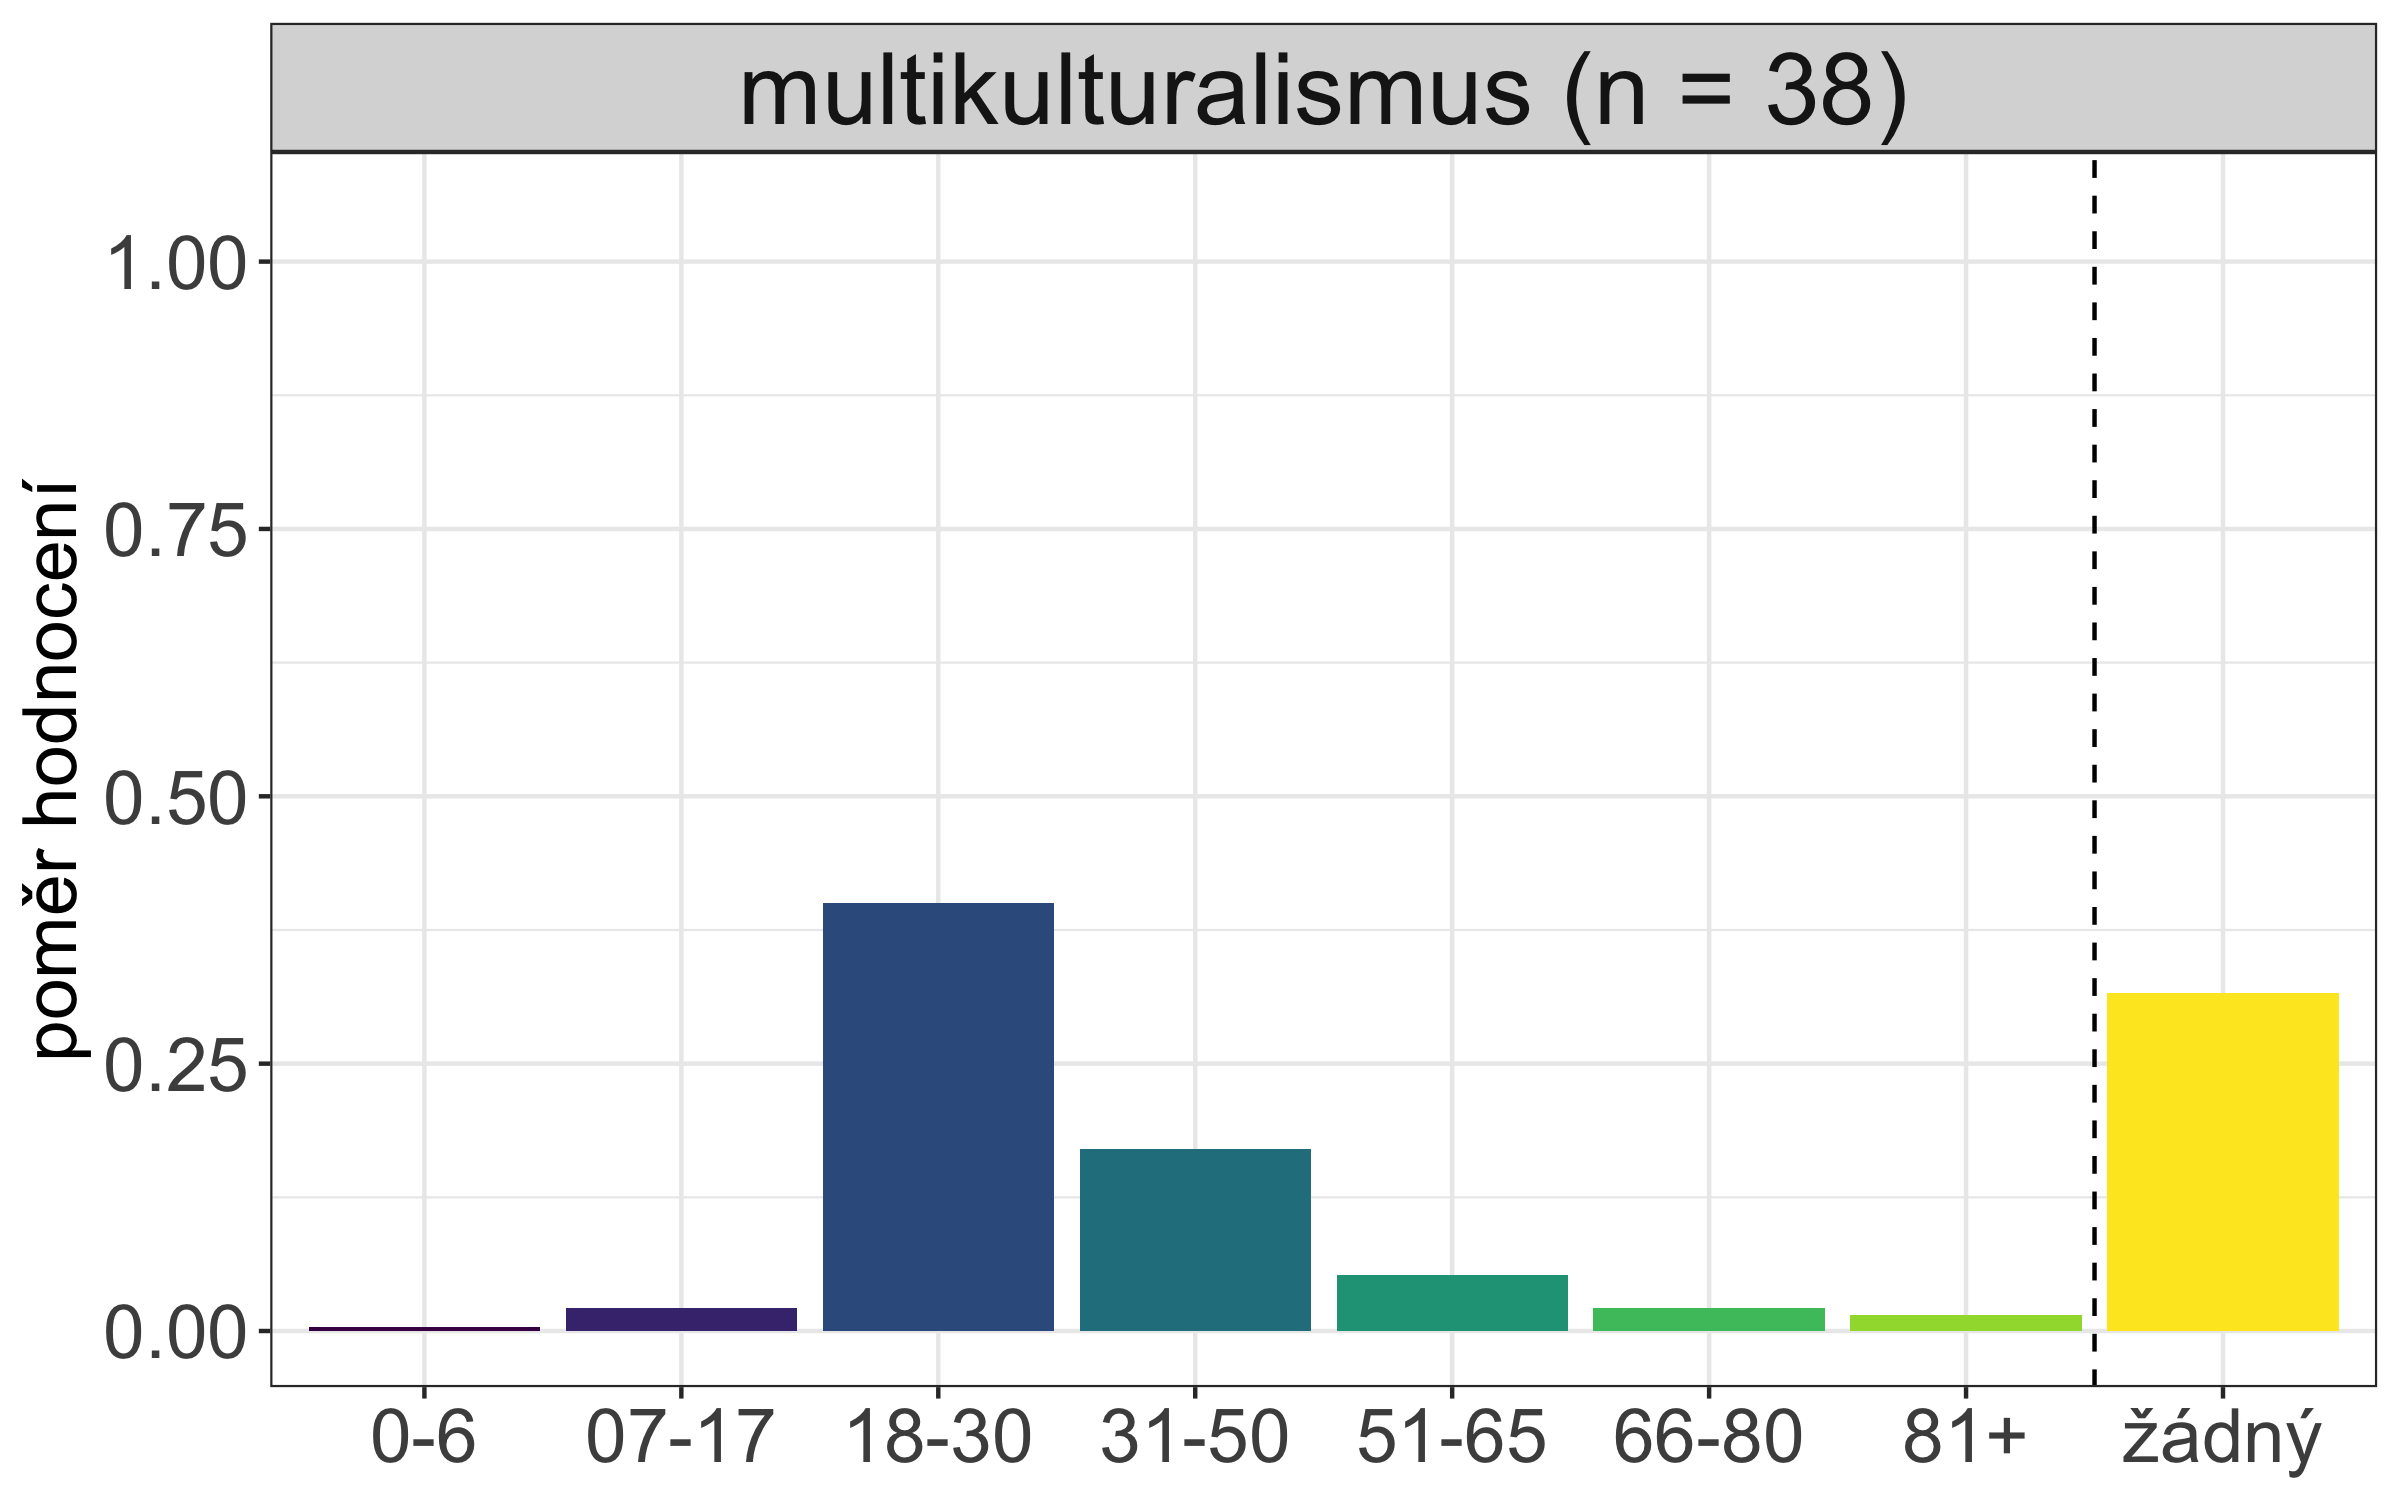 multikulturalismus (n = 38)
poměr hodnocení
1.00
0.75
0.50
0.25
0.00
0-6 07-17 18-30 31-50 51-65 66-80 81+ žádný